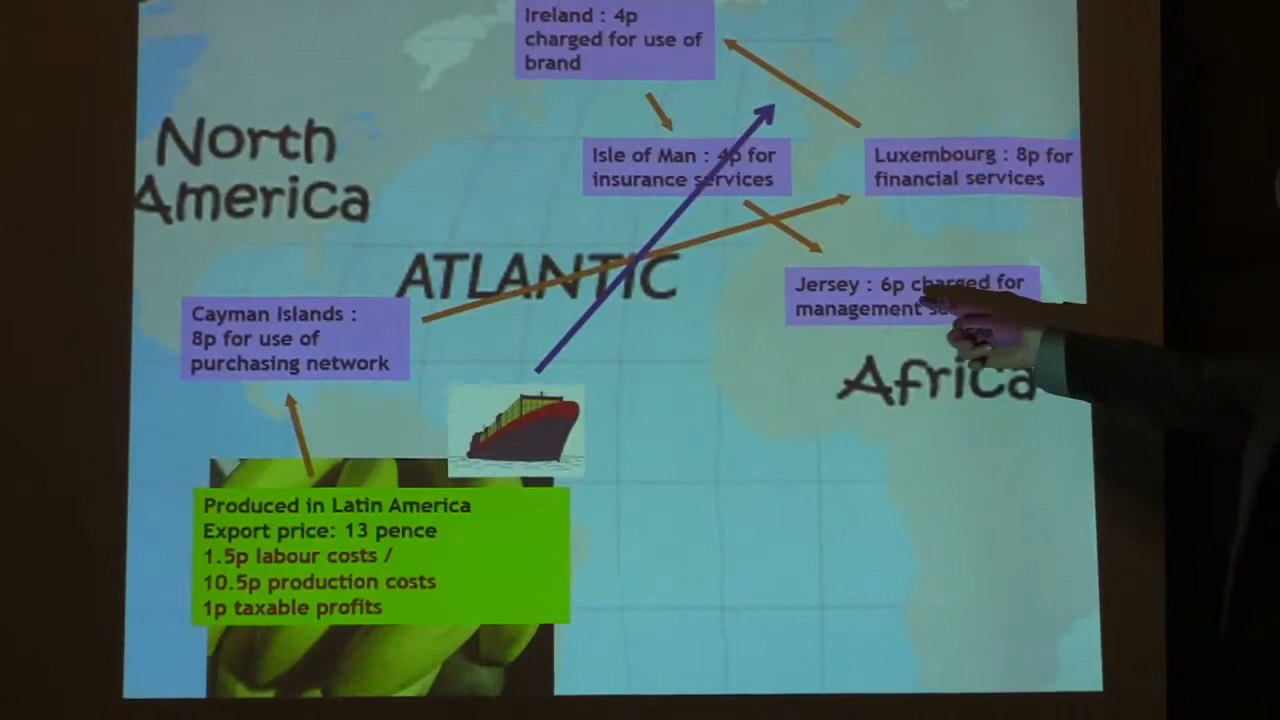 Ireland : 4p
charged for use of
brand
North
America
Isle of Man : 4p for
insurance services
Luxembourg : 8p for
financial services
ATLANTIC
Jersey : 6p charged for
management
Cayman Islands :
8p for use of
purchasing network
Africa
Produced in Latin America
Export price: 13 pence
1.5p labour costs /
10.5p production costs
1p taxable profits